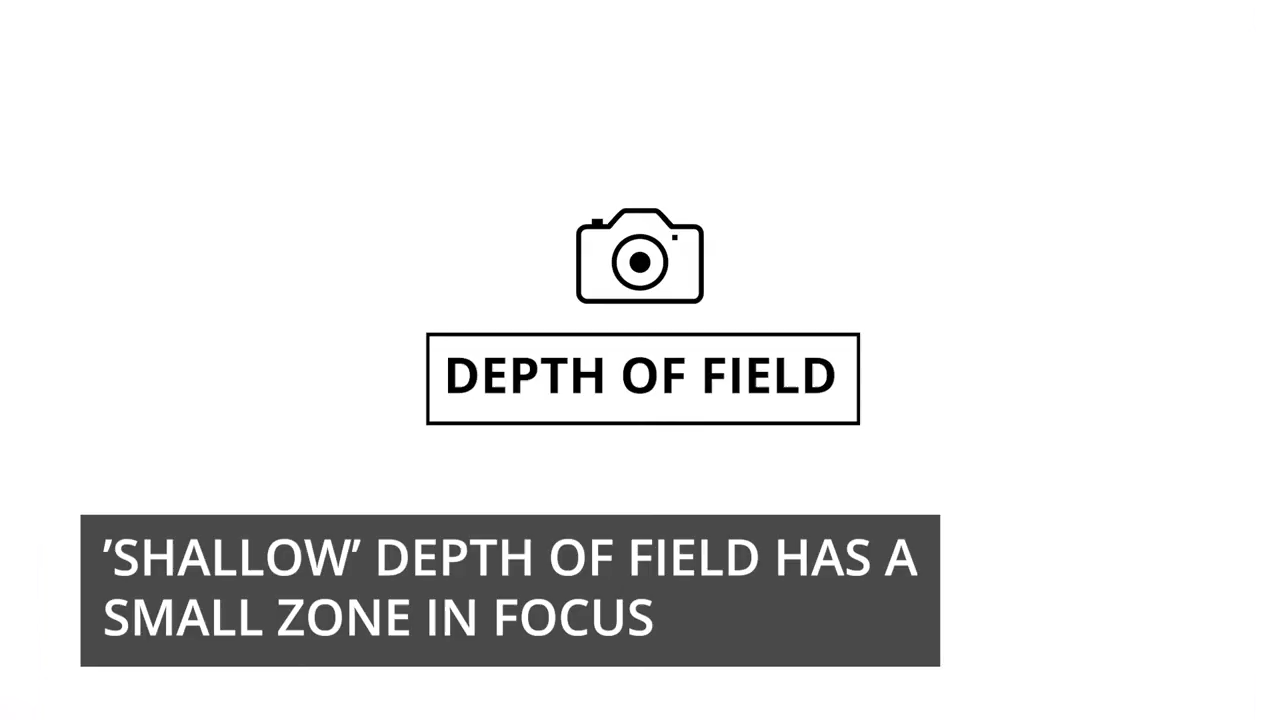 DEPTH OF FIELD
’SHALLOW’ DEPTH OF FIELD HAS A
SMALL ZONE IN FOCUS